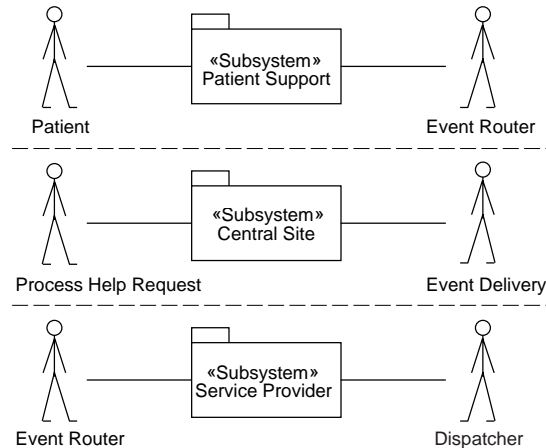 «Subsystem»
Patient Support
Patient
Event Router
«Subsystem»
Central Site
Process Help Request
Event Delivery
«Subsystem»
Service Provider
Event Router
Dispatcher